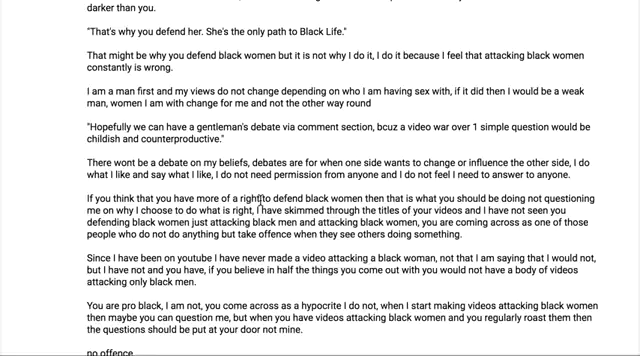 darker than you.
"That's why you defend her. She's the only path to Black Life."
That might be why you defend black women but it is not why I do it, I do it because I feel that attacking black women
constantly is wrong.
I am a man first and my views do not change depending on who I am having sex with, if it did then I would be a weak
man, women I am with change for me and not the other way round
"Hopefully we can have a gentleman's debate via comment section, bcuz a video war over 1 simple question would be
childish and counterproductive."
There wont be a debate on my beliefs, debates are for when one side wants to change or influence the other side, I do
what I like and say what I like, I do not need permission from anyone and I do not feel I need to answer to anyone.
If you think that you have more of a right to defend black women then that is what you should be doing not questioning
me on why I choose to do what is right, I have skimmed through the titles of your videos and I have not seen you
defending black women just attacking black men and attacking black women, you are coming across as one of those
people who do not do anything but take offence when they see others doing something.
Since I have been on youtube I have never made a video attacking a black woman, not that I am saying that I would not,
but I have not and you have, if you believe in half the things you come out with you would not have a body of videos
attacking only black men.
You are pro black, I am not, you come across as a hypocrite I do not, when I start making videos attacking black women
then maybe you can question me, but when you have videos attacking black women and you regularly roast them then
the questions should be put at your door not mine.
no offence